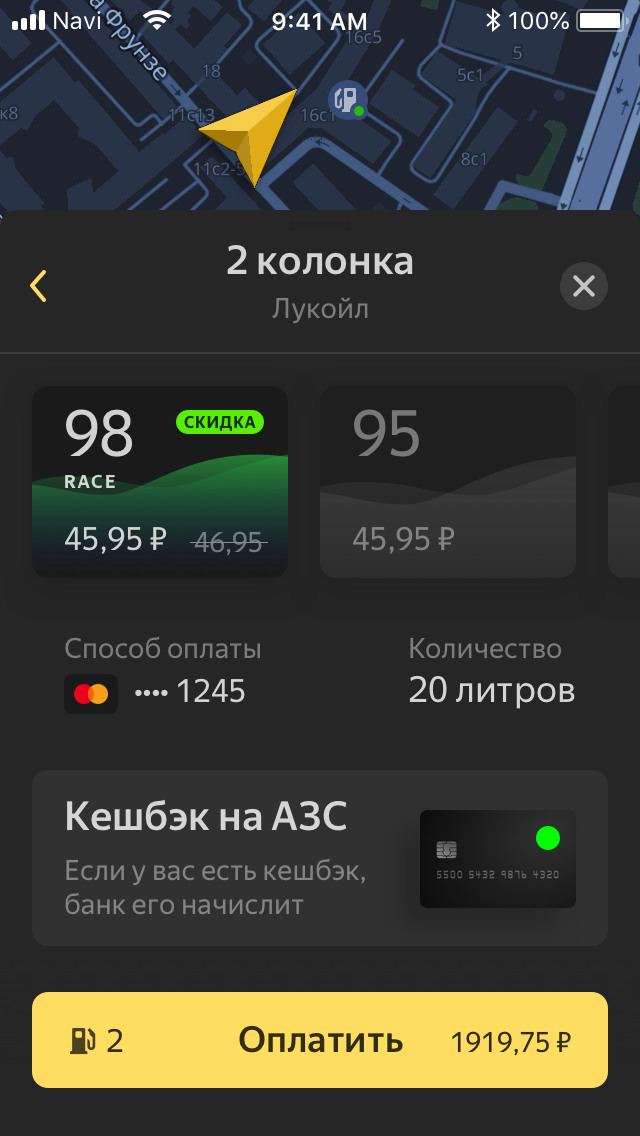 Navi 9:41 AM 100%
а Фрунзе
16с5
5
18
5с1
к8
11с13
16с1
8с1
11с2-5
2 колонка
Лукойл
98 СКИДКА
RACE
45,95 ₽ 46,95
95
45,95 ₽
Способ оплаты
•••• 1245
Количество
20 литров
Кешбэк на АЗС
Если у вас есть кешбэк,
банк его начислит
5500 5432 9876 4320
2 Оплатить 1919,75 ₽